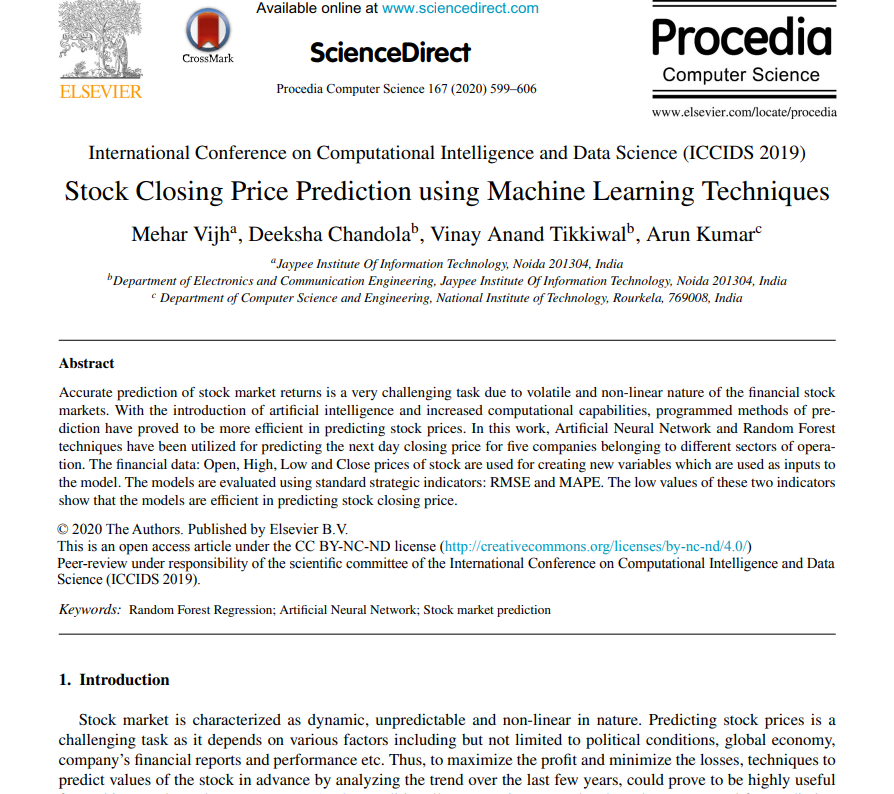 Available online at www.sciencedirect.com
CrossMark
ScienceDirect
Procedia
Computer Science
ELSEVIER
Procedia Computer Science 167 (2020) 599–606
www.elsevier.com/locate/procedia
International Conference on Computational Intelligence and Data Science (ICCIDS 2019)
Stock Closing Price Prediction using Machine Learning Techniques
Mehar Vijhᵃ, Deeksha Chandolaᵇ, Vinay Anand Tikkiwalᵇ, Arun Kumarᶜ
ᵃJaypee Institute Of Information Technology, Noida 201304, India
ᵇDepartment of Electronics and Communication Engineering, Jaypee Institute Of Information Technology, Noida 201304, India
ᶜ Department of Computer Science and Engineering, National Institute of Technology, Rourkela, 769008, India
Abstract
Accurate prediction of stock market returns is a very challenging task due to volatile and non-linear nature of the financial stock
markets. With the introduction of artificial intelligence and increased computational capabilities, programmed methods of pre-
diction have proved to be more efficient in predicting stock prices. In this work, Artificial Neural Network and Random Forest
techniques have been utilized for predicting the next day closing price for five companies belonging to different sectors of opera-
tion. The financial data: Open, High, Low and Close prices of stock are used for creating new variables which are used as inputs to
the model. The models are evaluated using standard strategic indicators: RMSE and MAPE. The low values of these two indicators
show that the models are efficient in predicting stock closing price.
© 2020 The Authors. Published by Elsevier B.V.
This is an open access article under the CC BY-NC-ND license (http://creativecommons.org/licenses/by-nc-nd/4.0/)
Peer-review under responsibility of the scientific committee of the International Conference on Computational Intelligence and Data
Science (ICCIDS 2019).
Keywords: Random Forest Regression; Artificial Neural Network; Stock market prediction
1. Introduction
Stock market is characterized as dynamic, unpredictable and non-linear in nature. Predicting stock prices is a
challenging task as it depends on various factors including but not limited to political conditions, global economy,
company's financial reports and performance etc. Thus, to maximize the profit and minimize the losses, techniques to
predict values of the stock in advance by analyzing the trend over the last few years, could prove to be highly useful